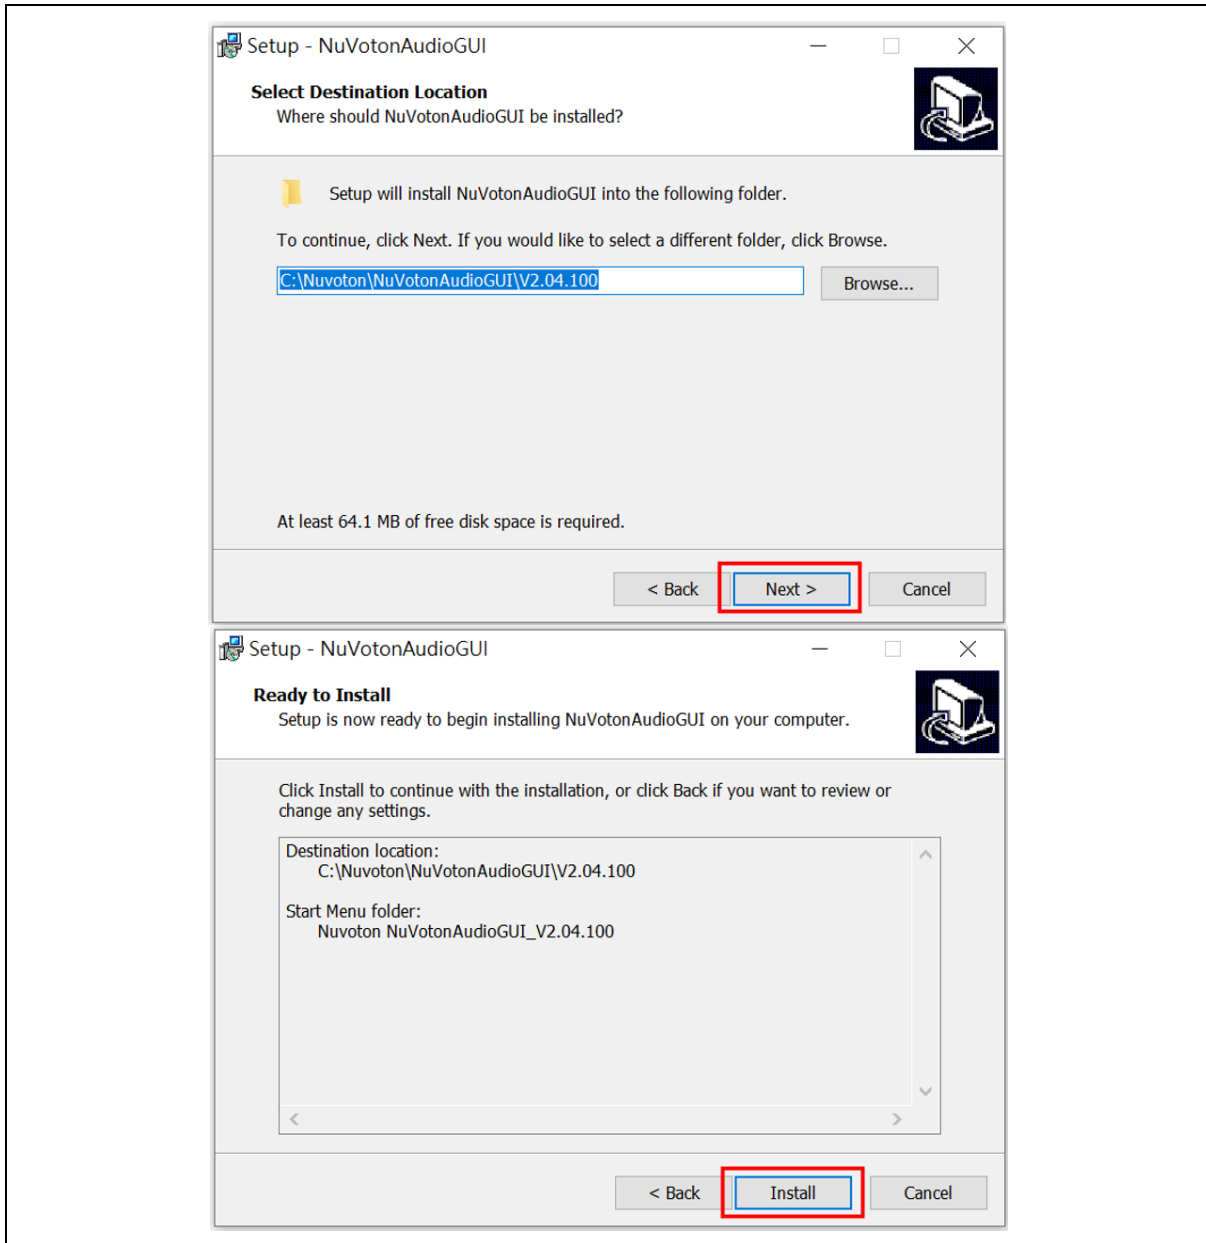 Setup - NuVotonAudioGUI
Select Destination Location
Where should NuVotonAudioGUI be installed?
Setup will install NuVotonAudioGUI into the following folder.
To continue, click Next. If you would like to select a different folder, click Browse.
C:\Nuvoton\NuVotonAudioGUI\V2.04.100
Browse...
At least 64.1 MB of free disk space is required.
< Back
Next >
Cancel
Setup - NuVotonAudioGUI
Ready to Install
Setup is now ready to begin installing NuVotonAudioGUI on your computer.
Click Install to continue with the installation, or click Back if you want to review or
change any settings.
Destination location:
C:\Nuvoton\NuVotonAudioGUI\V2.04.100
Start Menu folder:
Nuvoton NuVotonAudioGUI_V2.04.100
< Back
Install
Cancel